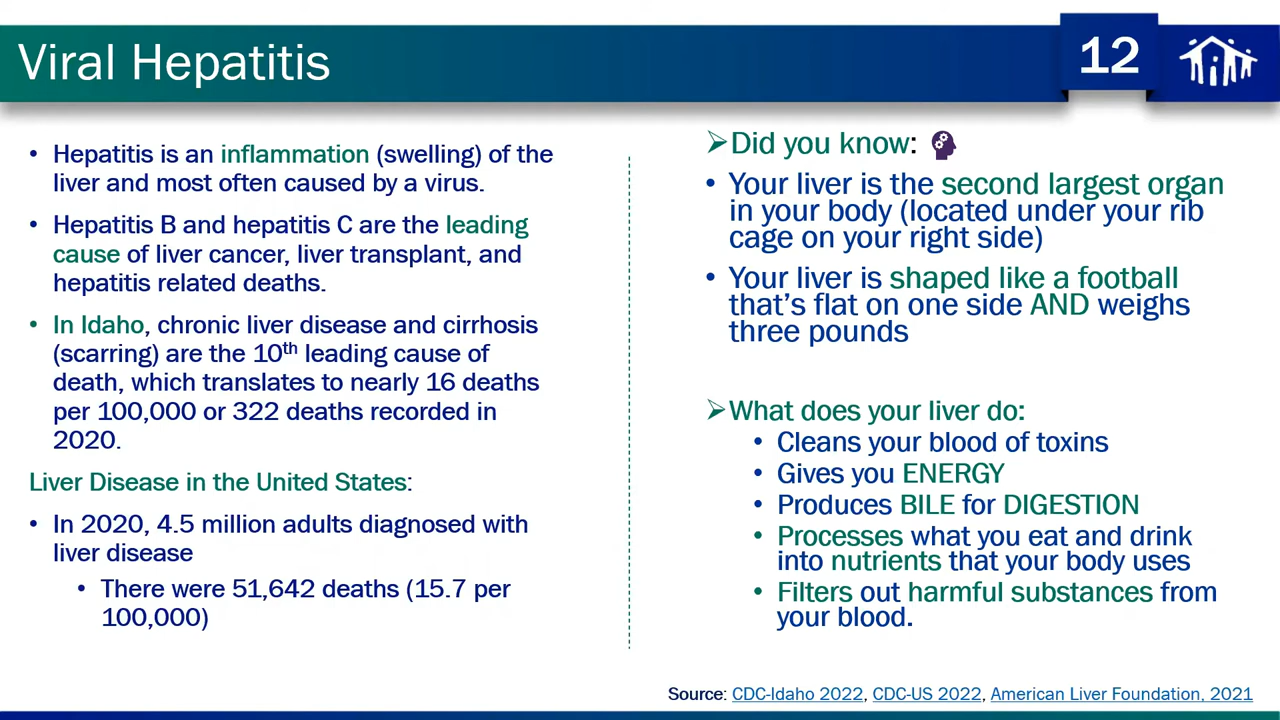 Viral Hepatitis
12
• Hepatitis is an inflammation (swelling) of the
liver and most often caused by a virus.
• Hepatitis B and hepatitis C are the leading
cause of liver cancer, liver transplant, and
hepatitis related deaths.
• In Idaho, chronic liver disease and cirrhosis
(scarring) are the 10th leading cause of
death, which translates to nearly 16 deaths
per 100,000 or 322 deaths recorded in
2020.
Liver Disease in the United States:
• In 2020, 4.5 million adults diagnosed with
liver disease
• There were 51,642 deaths (15.7 per
100,000)
➢Did you know:
• Your liver is the second largest organ
in your body (located under your rib
cage on your right side)
• Your liver is shaped like a football
that’s flat on one side AND weighs
three pounds
➢What does your liver do:
• Cleans your blood of toxins
• Gives you ENERGY
• Produces BILE for DIGESTION
• Processes what you eat and drink
into nutrients that your body uses
• Filters out harmful substances from
your blood.
Source: CDC-Idaho 2022, CDC-US 2022, American Liver Foundation, 2021